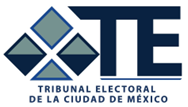 TE
TRIBUNAL ELECTORAL
DE LA CIUDAD DE MÉXICO